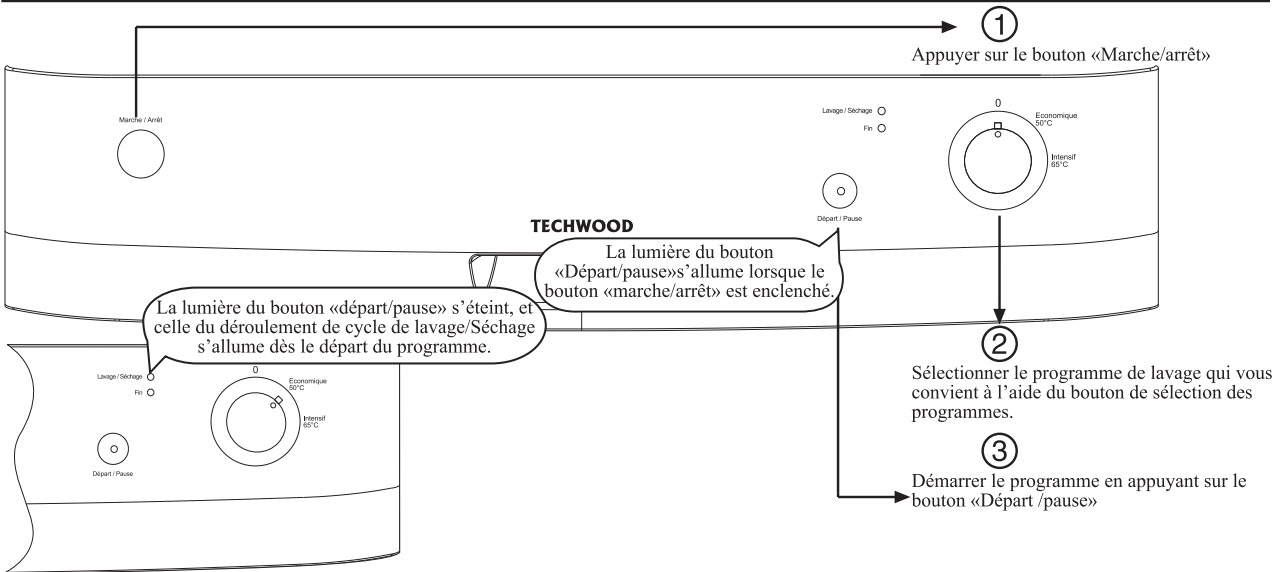 1
Appuyer sur le bouton «Marche/arrêt»
Marche / Arrêt
Lavage / Séchage
Fin
0
Economique
50°C
Intensif
65°C
Départ / Pause
TECHWOOD
La lumière du bouton
«Départ/pause»s’allume lorsque le
bouton «marche/arrêt» est enclenché.
La lumière du bouton «départ/pause» s’éteint, et
celle du déroulement de cycle de lavage/Séchage
s’allume dès le départ du programme.
2
Sélectionner le programme de lavage qui vous
convient à l’aide du bouton de sélection des
programmes.
Lavage / Séchage
Fin
0
Economique
50°C
Intensif
65°C
Départ / Pause
3
Démarrer le programme en appuyant sur le
bouton «Départ /pause»